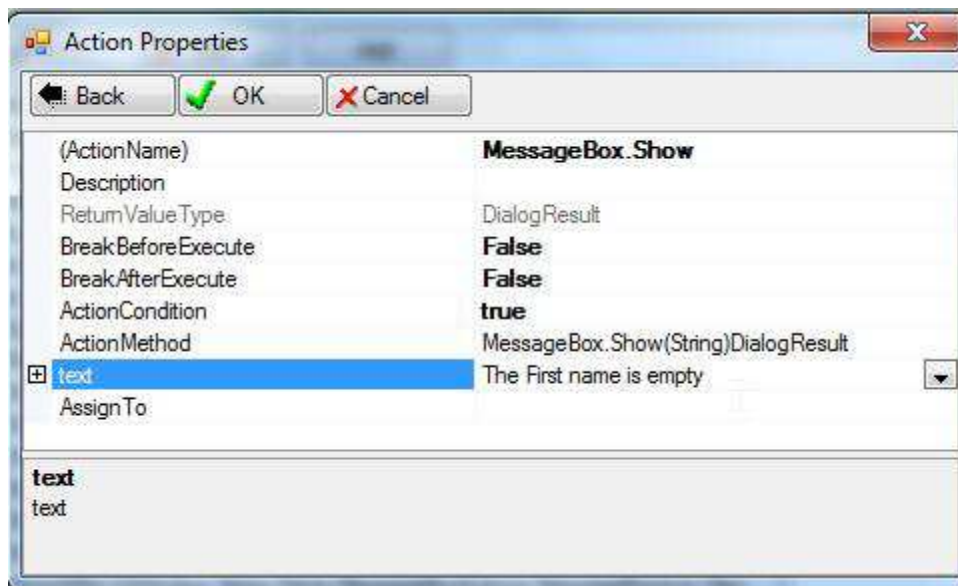 Action Properties
Back OK Cancel
(ActionName) MessageBox.Show
Description
ReturnValueType DialogResult
BreakBeforeExecute False
BreakAfterExecute False
ActionCondition true
ActionMethod MessageBox.Show(String)DialogResult
text The First name is empty
AssignTo
text
text